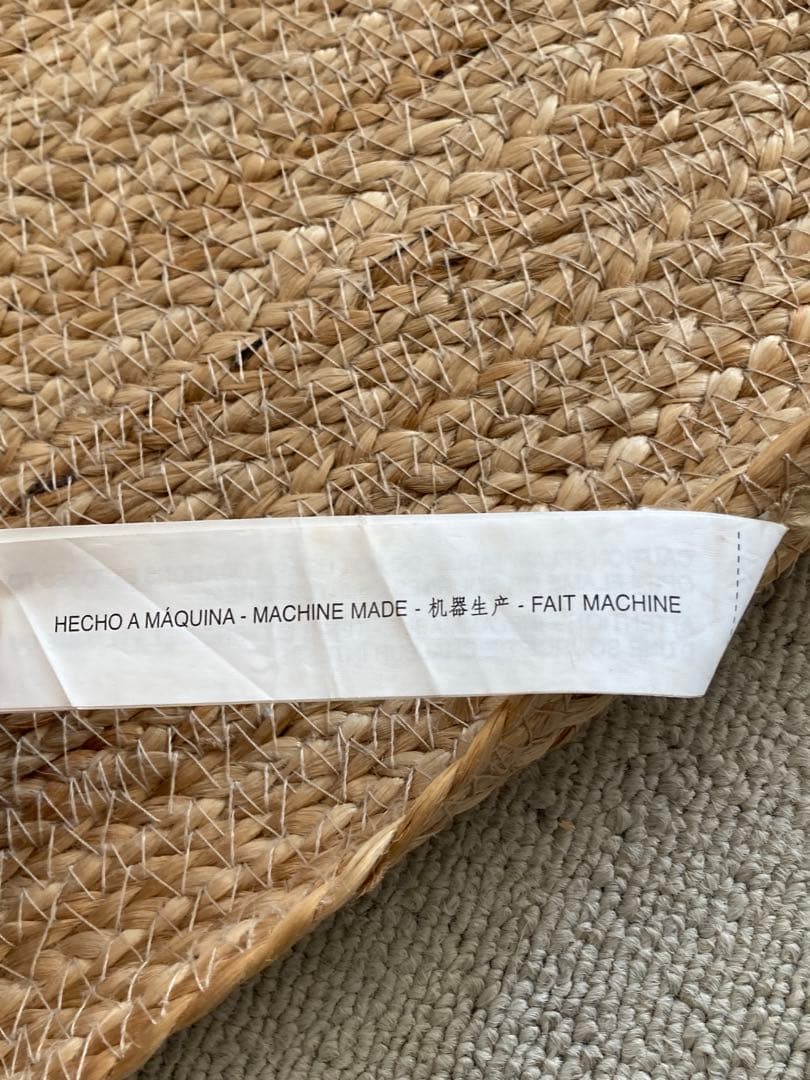 HECHO A MÁQUINA - MACHINE MADE - 机器生产 - FAIT MACHINE